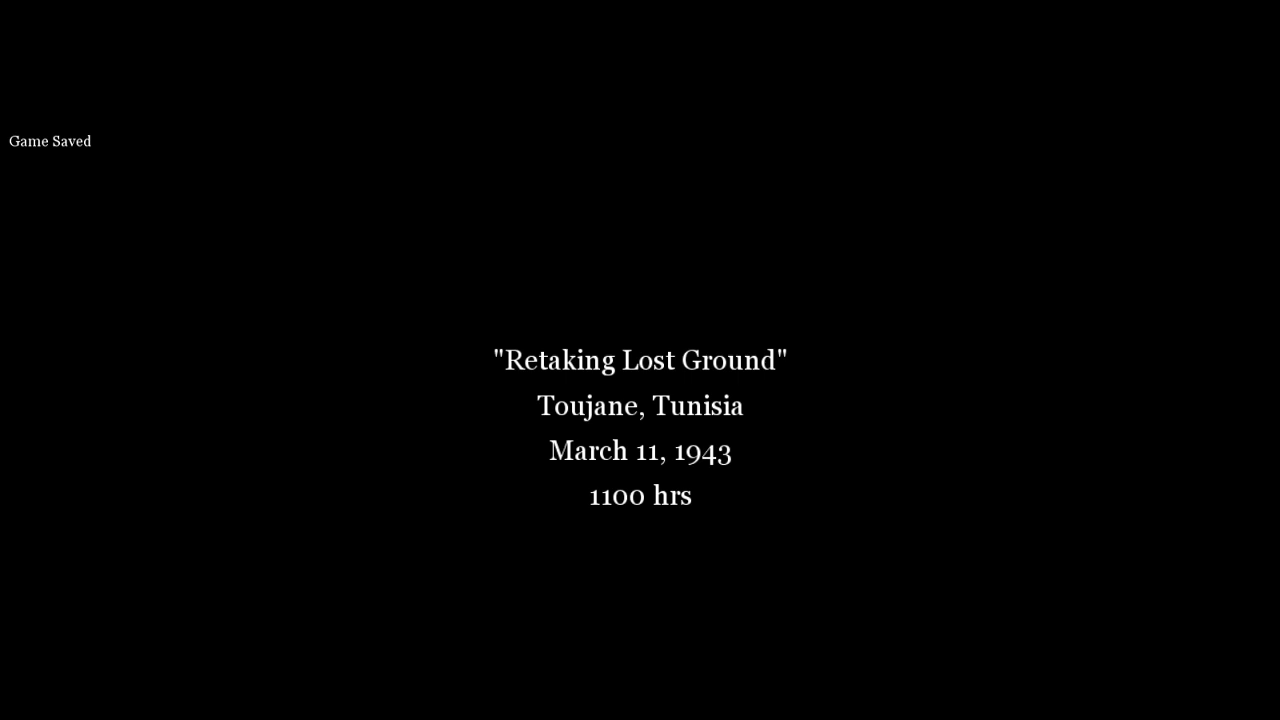 Game Saved
"Retaking Lost Ground"
Toujane, Tunisia
March 11, 1943
1100 hrs